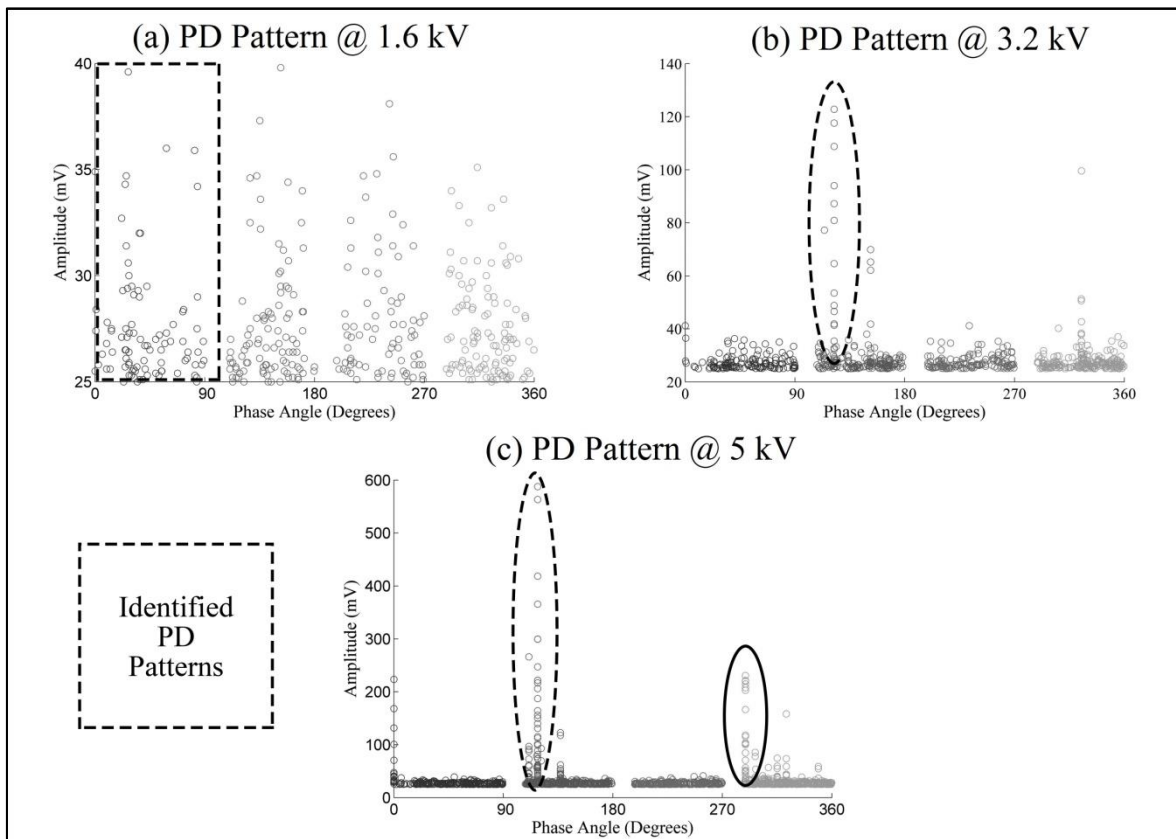 (a) PD Pattern @ 1.6 kV
40
35
30
25
Amplitude (mV)
0
90
180
270
360
Phase Angle (Degrees)
(b) PD Pattern @ 3.2 kV
140
120
100
80
60
40
20
Amplitude (mV)
0
90
180
270
360
Phase Angle (Degrees)
(c) PD Pattern @ 5 kV
600
500
400
300
200
100
0
Amplitude (mV)
0
90
180
270
360
Phase Angle (Degrees)
Identified
PD
Patterns